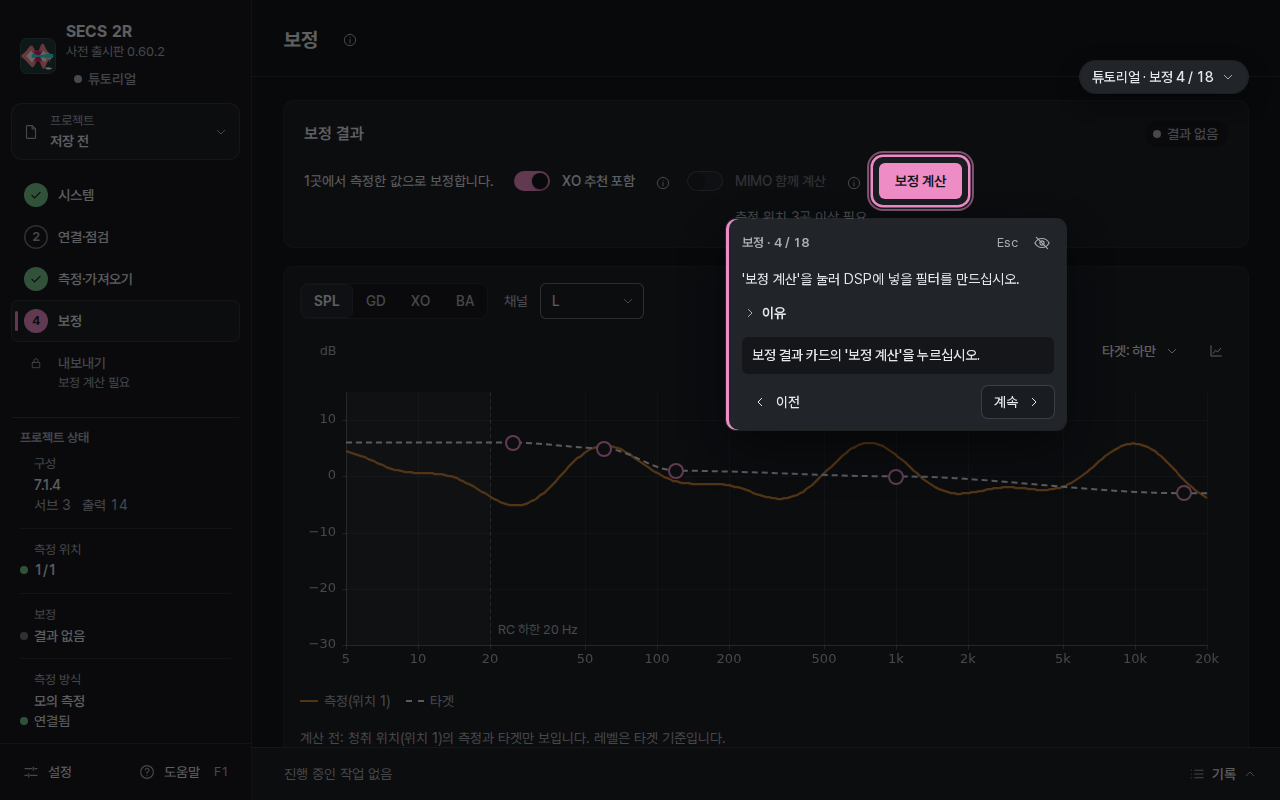 SECS 2R
사전 출시판 0.60.2
튜토리얼
프로젝트
저장 전
시스템
2 연결·점검
측정·가져오기
4 보정
내보내기
보정 계산 필요
프로젝트 상태
구성
7.1.4
서브 3 출력 14
측정 위치
1/1
보정
결과 없음
측정 방식
모의 측정
연결됨
설정 도움말 F1
보정
튜토리얼 · 보정 4 / 18
보정 결과
결과 없음
1곳에서 측정한 값으로 보정합니다. XO 추천 포함 MIMO 함께 계산 보정 계산
측정 위치 3곳 이상 필요
보정 · 4 / 18 Esc
'보정 계산'을 눌러 DSP에 넣을 필터를 만드십시오.
이유
보정 결과 카드의 '보정 계산'을 누르십시오.
이전 계속
SPL GD XO BA 채널 L
dB
타겟: 하만
10
0
−10
−20
−30
RC 하한 20 Hz
5 10 20 50 100 200 500 1k 2k 5k 10k 20k
측정(위치 1) 타겟
계산 전: 청취 위치(위치 1)의 측정과 타겟만 보입니다. 레벨은 타겟 기준입니다.
진행 중인 작업 없음
기록